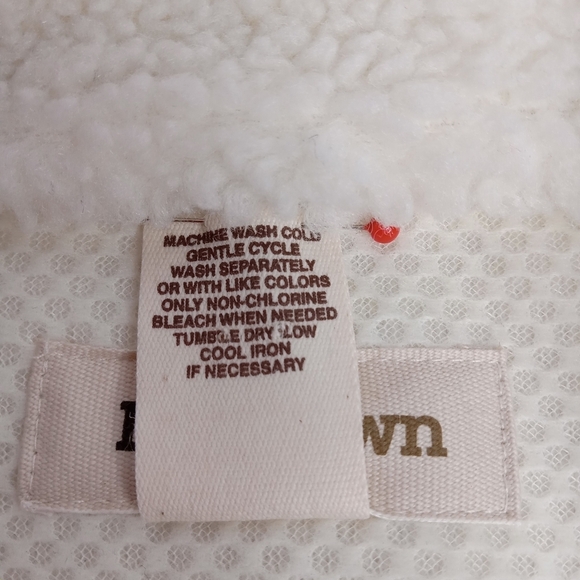 MACHINE WASH COLD
GENTLE CYCLE
WASH SEPARATELY
OR WITH LIKE COLORS
ONLY NON-CHLORINE
BLEACH WHEN NEEDED
TUMBLE DRY LOW
COOL IRON
IF NECESSARY
wn